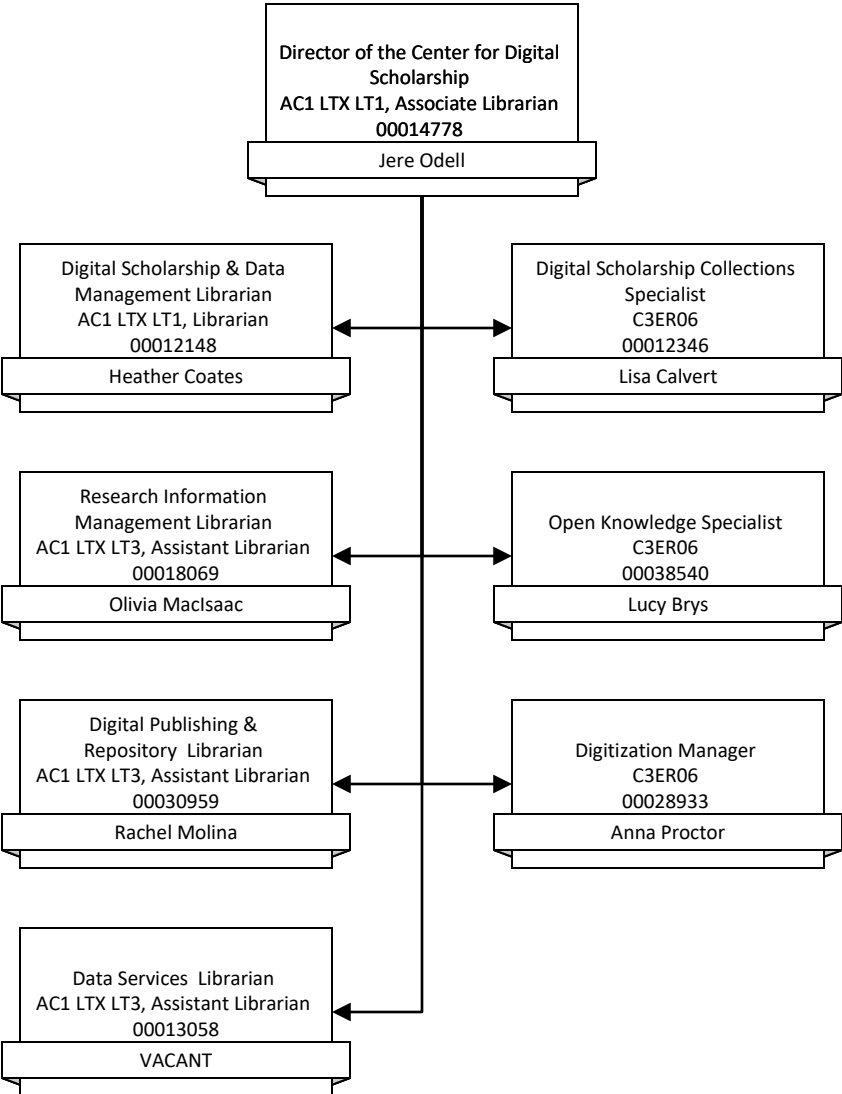 Director of the Center for Digital
Scholarship
AC1 LTX LT1, Associate Librarian
00014778
Jere Odell
Digital Scholarship & Data
Management Librarian
AC1 LTX LT1, Librarian
00012148
Heather Coates
Digital Scholarship Collections
Specialist
C3ER06
00012346
Lisa Calvert
Research Information
Management Librarian
AC1 LTX LT3, Assistant Librarian
00018069
Olivia MacIsaac
Open Knowledge Specialist
C3ER06
00038540
Lucy Brys
Digital Publishing &
Repository  Librarian
AC1 LTX LT3, Assistant Librarian
00030959
Rachel Molina
Digitization Manager
C3ER06
00028933
Anna Proctor
Data Services  Librarian
AC1 LTX LT3, Assistant Librarian
00013058
VACANT